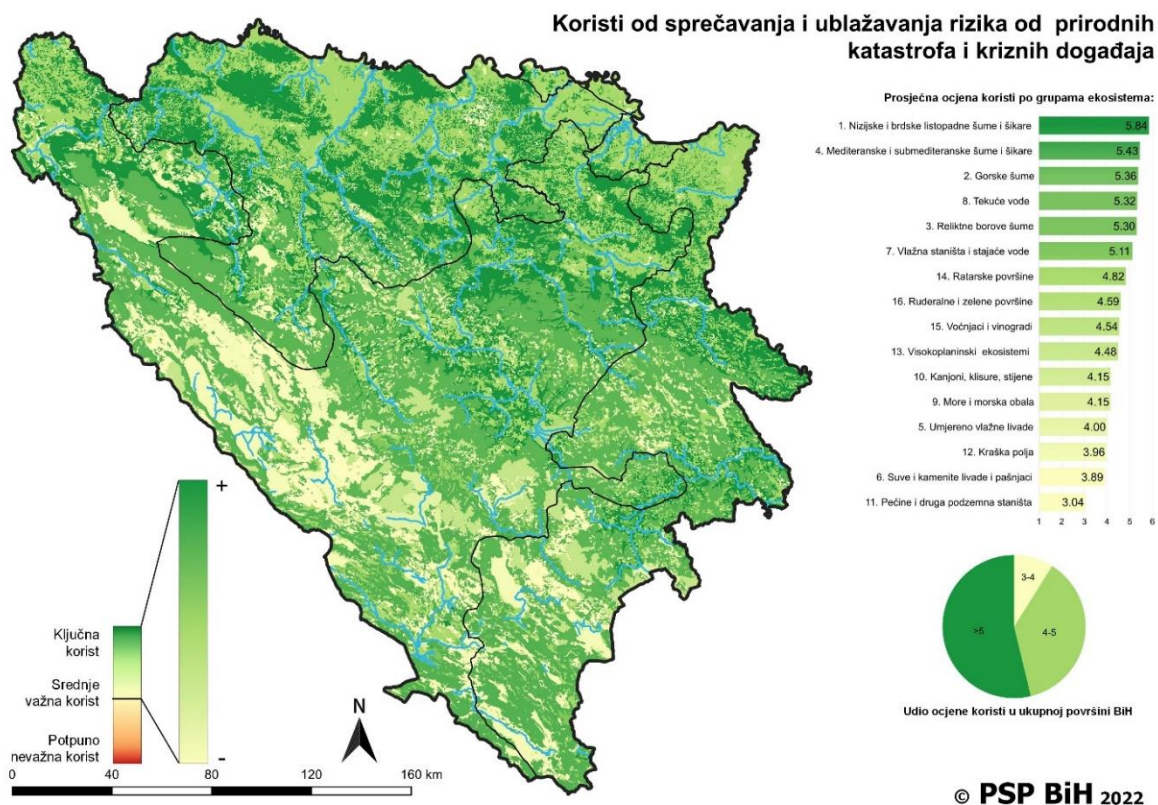 Koristi od sprečavanja i ublažavanja rizika od prirodnih
katastrofa i kriznih događaja
Prosječna ocjena koristi po grupama ekosistema:
1. Nizijske i brdske listopadne šume i šikare 5.84
4. Mediteranske i submediteranske šume i šikare 5.43
2. Gorske šume 5.36
8. Tekuće vode 5.32
3. Reliktne borove šume 5.30
7. Vlažna staništa i stajaće vode 5.11
14. Ratarske površine 4.82
16. Ruderalne i zelene površine 4.59
15. Voćnjaci i vinogradi 4.54
13. Visokoplaninski ekosistemi 4.48
10. Kanjoni, klisure, stijene 4.15
9. More i morska obala 4.15
5. Umjereno vlažne livade 4.00
12. Kraška polja 3.96
6. Suve i kamenite livade i pašnjaci 3.89
11. Pećine i druga podzemna staništa 3.04
1 2 3 4 5 6
3-4
>5 4-5
Udio ocjene koristi u ukupnoj površini BiH
+
Ključna
korist
Srednje
važna korist
Potpuno
nevažna korist
-
N
0 40 80 120 160 km
© PSP BiH 2022